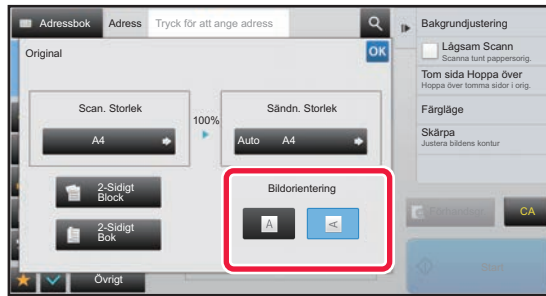 Adressbok
Adress
Tryck för att ange adress
Original
OK
Scan. Storlek
A4
100%
Sändn. Storlek
Auto A4
2-Sidigt
Block
2-Sidigt
Bok
Bildorientering
A
A
Övrigt
Bakgrundjustering
Lågsam Scann
Scanna tunt pappersorig.
Tom sida Hoppa över
Hoppa över tomma sidor i orig.
Färgläge
Skärpa
Justera bildens kontur
CA
Start